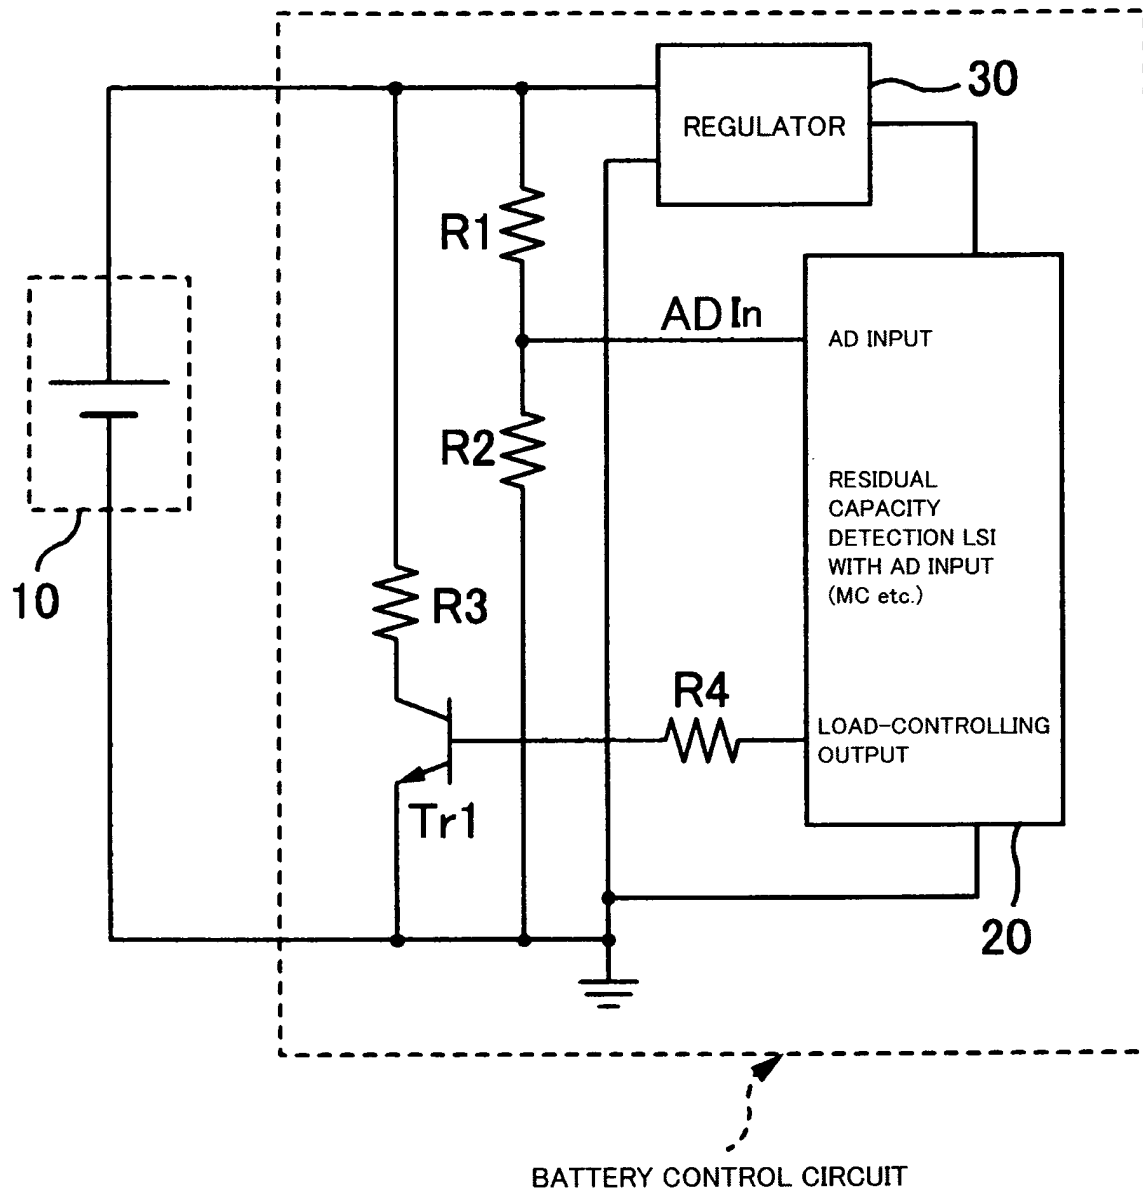 30
REGULATOR
R1
AD In
AD INPUT
R2
RESIDUAL
CAPACITY
DETECTION LSI
WITH AD INPUT
(MC etc.)
10
R3
R4
LOAD-CONTROLLING
OUTPUT
Tr1
20
BATTERY CONTROL CIRCUIT